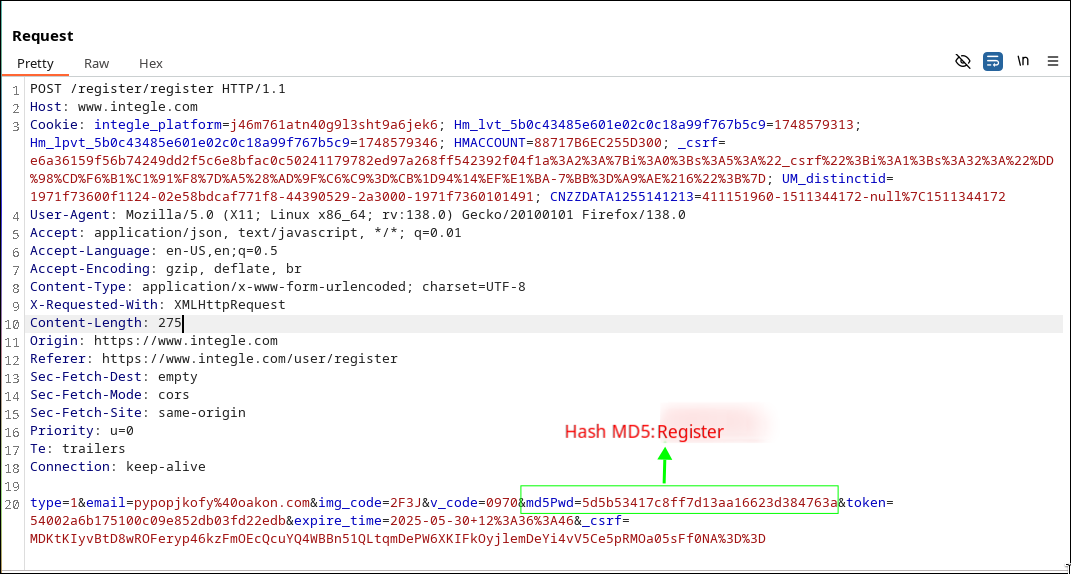 Request
Pretty Raw Hex \n
1 POST /register/register HTTP/1.1
2 Host: www.integle.com
3 Cookie: integle_platform=j46m761atn40g9l3sht9a6jek6; Hm_lvt_5b0c43485e601e02c0c18a99f767b5c9=1748579313;
Hm_lpvt_5b0c43485e601e02c0c18a99f767b5c9=1748579346; HMACCOUNT=88717B6EC255D300; _csrf=
e6a36159f56b74249dd2f5c6e8bfac0c50241179782ed97a268ff542392f04f1a%3A2%3A%7Bi%3A0%3Bs%3A5%3A%22_csrf%22%3Bi%3A1%3Bs%3A32%3A%22%DD
%98%CD%F6%B1%C1%91%F8%7D%A5%28%AD%9F%C6%C9%3D%CB%1D94%14%EF%E1%BA-7%BB%3D%A9%AE%216%22%3B%7D; UM_distinctid=
1971f73600f1124-02e58bdcaf771f8-44390529-2a3000-1971f7360101491; CNZZDATA1255141213=411151960-1511344172-null%7C1511344172
4 User-Agent: Mozilla/5.0 (X11; Linux x86_64; rv:138.0) Gecko/20100101 Firefox/138.0
5 Accept: application/json, text/javascript, */*; q=0.01
6 Accept-Language: en-US,en;q=0.5
7 Accept-Encoding: gzip, deflate, br
8 Content-Type: application/x-www-form-urlencoded; charset=UTF-8
9 X-Requested-With: XMLHttpRequest
10 Content-Length: 275
11 Origin: https://www.integle.com
12 Referer: https://www.integle.com/user/register
13 Sec-Fetch-Dest: empty
14 Sec-Fetch-Mode: cors
15 Sec-Fetch-Site: same-origin
16 Priority: u=0
Hash MD5:Register
17 Te: trailers
18 Connection: keep-alive
19
20 type=1&email=pypopjkofy%40oakon.com&img_code=2F3J&v_code=0970&md5Pwd=5d5b53417c8ff7d13aa16623d384763a&token=
54002a6b175100c09e852db03fd22edb&expire_time=2025-05-30+12%3A36%3A46&_csrf=
MDKtKIyvBtD8wROFeryp46kzFmOEcQcuYQ4WBBn51QLtqmDePW6XKIFkOyjlemDeYi4vV5Ce5pRMOa05sFf0NA%3D%3D